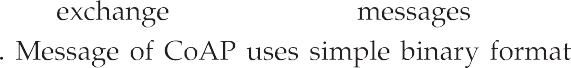 exchange messages
. Message of CoAP uses simple binary format